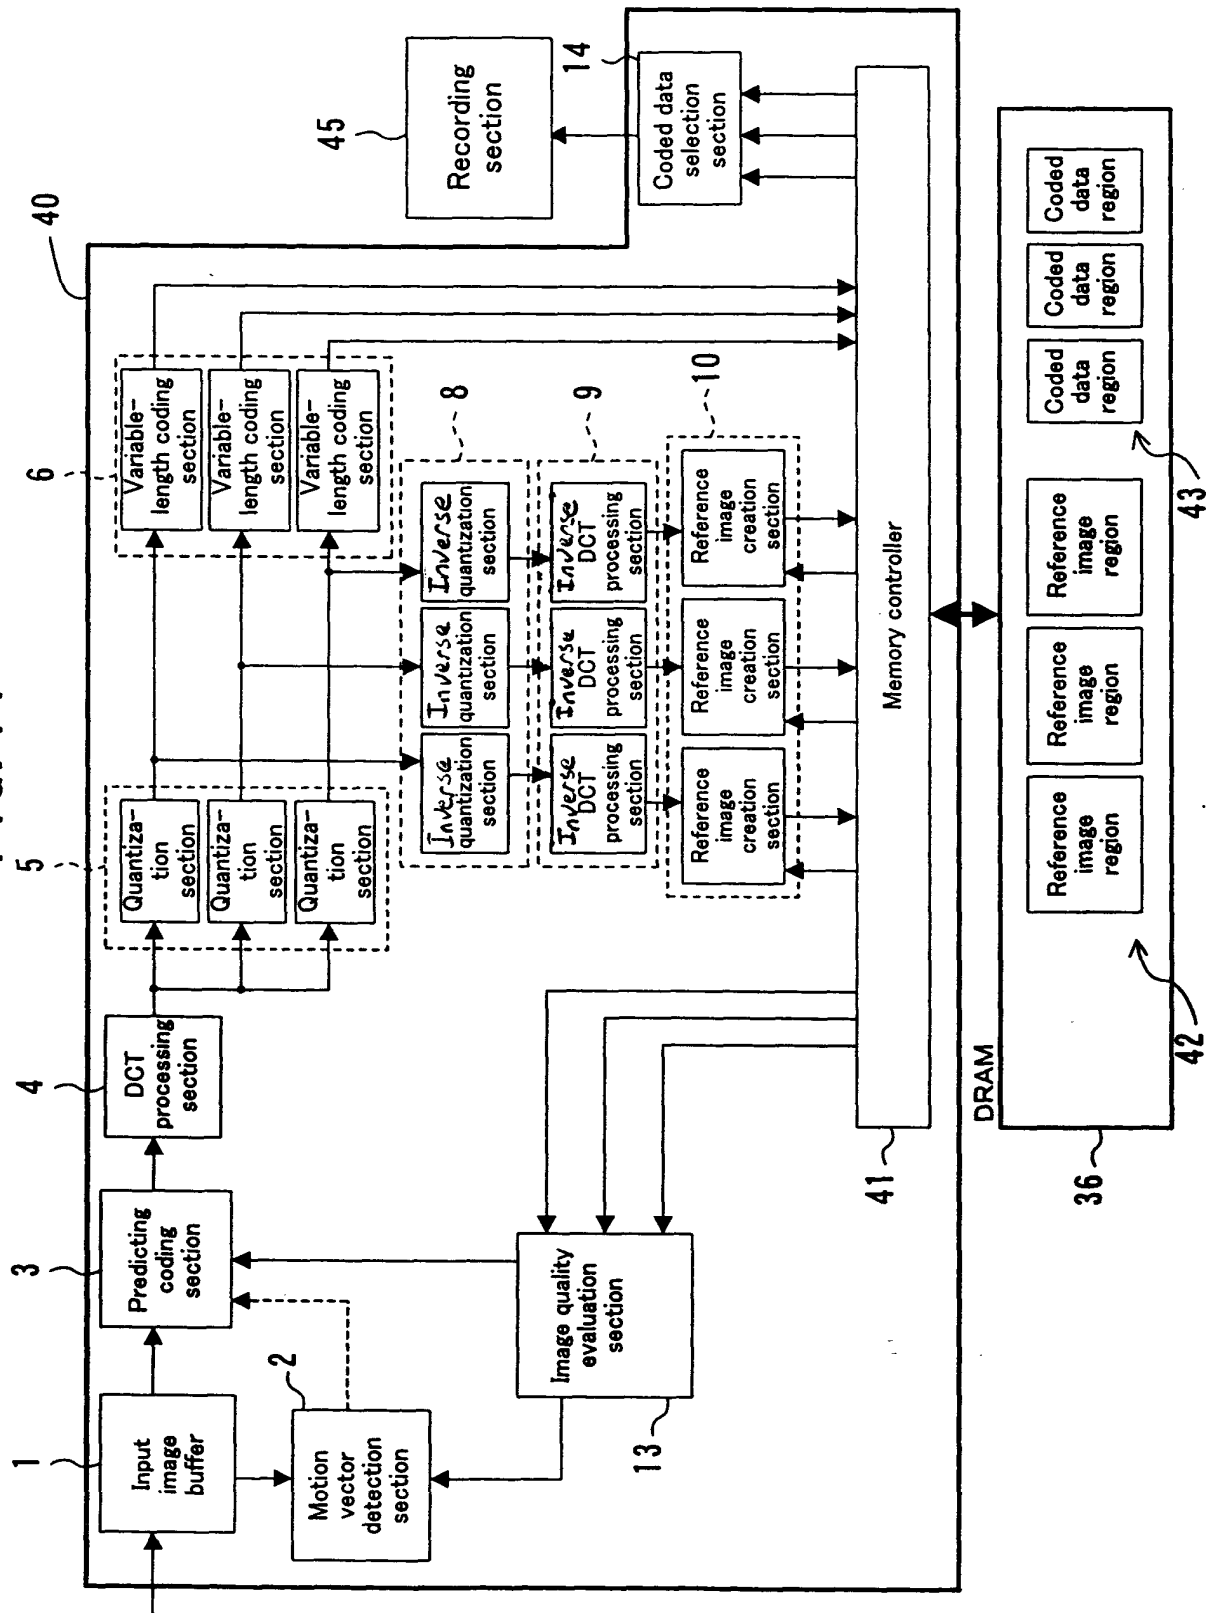 40
1
Input
image
buffer
2
Motion
vector
detection
section
3
Predicting
coding
section
4
DCT
processing
section
5
Quantiza-
tion
section
Quantiza-
tion
section
Quantiza-
tion
section
6
Variable-
length coding
section
Variable-
length coding
section
Variable-
length coding
section
8
Inverse
quantization
section
Inverse
quantization
section
Inverse
quantization
section
9
Inverse
DCT
processing
section
Inverse
DCT
processing
section
Inverse
DCT
processing
section
10
Reference
image
creation
section
Reference
image
creation
section
Reference
image
creation
section
13
Image quality
evaluation
section
45
Recording
section
14
Coded data
selection
section
41
Memory controller
DRAM
36
42
Reference
image
region
Reference
image
region
Reference
image
region
43
Coded
data
region
Coded
data
region
Coded
data
region